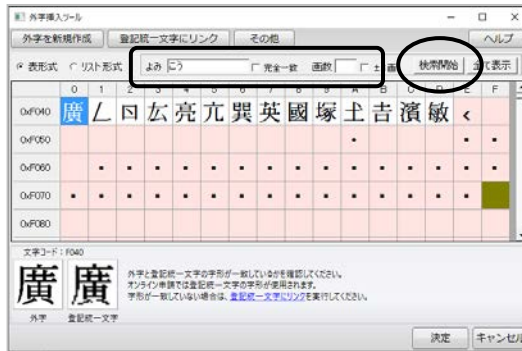 外字挿入ツール
外字を新規作成 登記統一文字にリンク その他 ヘルプ
表形式 リスト形式 よみ こう 完全一致 画数 ± 画 検索開始 全て表示
0 1 2 3 4 5 6 7 8 9 A B C D E F
0xF040 廣 𠃊 亮 亢 巽 英 國 塚 圡 𠮷 濱 敏 く
0xF050
0xF060
0xF070
0xF080
文字コード : F040
廣 廣
外字と登記統一文字の字形が一致しているかを確認してください。
オンライン申請では登記統一文字の字形が使用されます。
字形が一致していない場合は、登記統一文字にリンクを実行してください。
外字 登記統一文字
決定 キャンセル